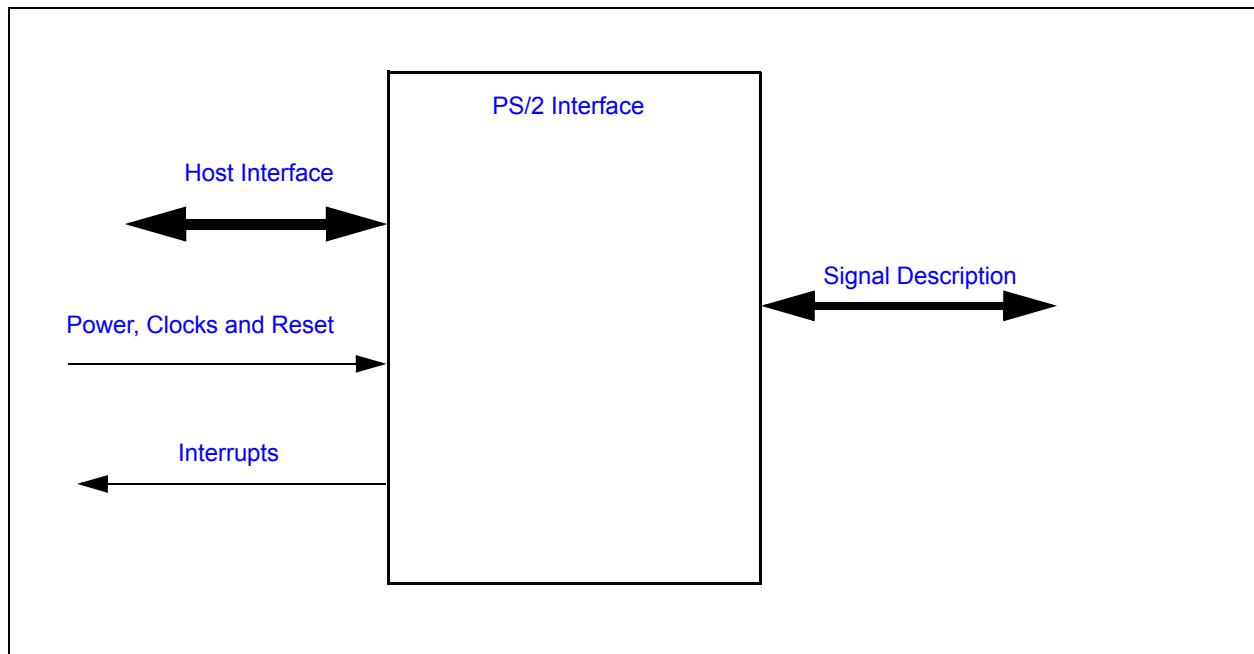 PS/2 Interface
Host Interface
Signal Description
Power, Clocks and Reset
Interrupts